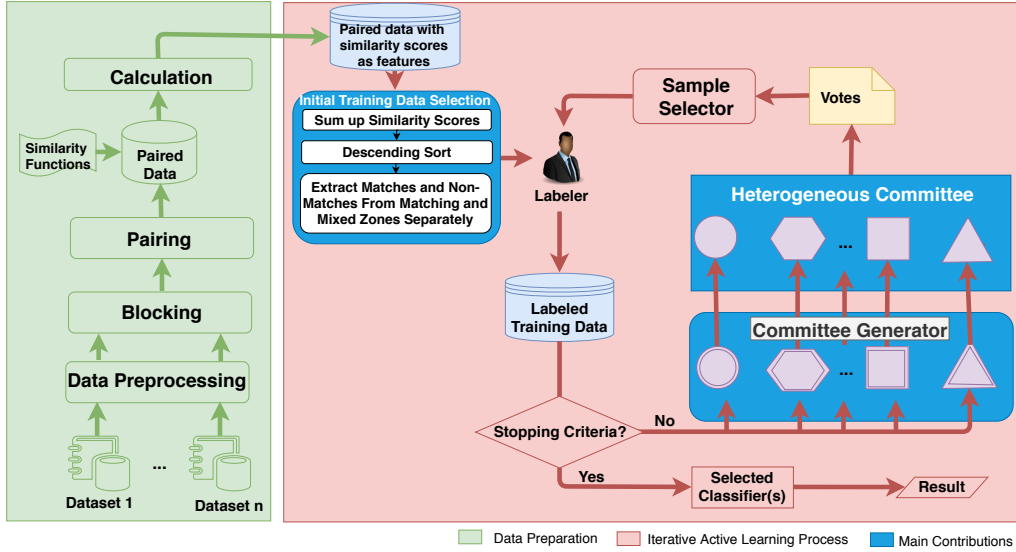 Calculation
Similarity
Functions
Paired
Data
Pairing
Blocking
Data Preprocessing
...
Dataset 1
Dataset n
Paired data with
similarity scores
as features
Initial Training Data Selection
Sum up Similarity Scores
Descending Sort
Extract Matches and Non-
Matches From Matching and
Mixed Zones Separately
Labeler
Sample
Selector
Votes
Heterogeneous Committee
...
Committee Generator
...
Labeled
Training Data
Stopping Criteria?
No
Yes
Selected
Classifier(s)
Result
Data Preparation
Iterative Active Learning Process
Main Contributions